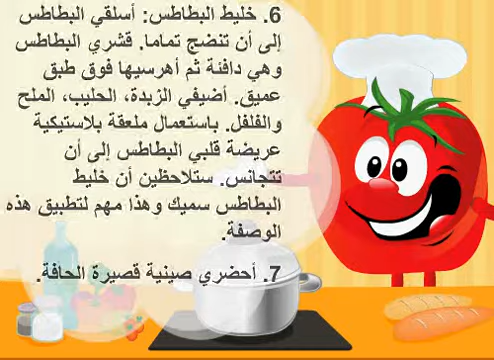 6. خليط البطاطس: أسلقي البطاطس
إلى أن تنضج تماما. قشري البطاطس
وهي دافئة ثم أهرسيها فوق طبق
عميق. أضيفي الزبدة، الحليب، الملح
والفلفل. باستعمال ملعقة بلاستيكية
عريضة قلبي البطاطس إلى أن
تتجانس. ستلاحظين أن خليط
البطاطس سميك وهذا مهم لتطبيق هذه
الوصفة.
7. أحضري صينية قصيرة الحافة.